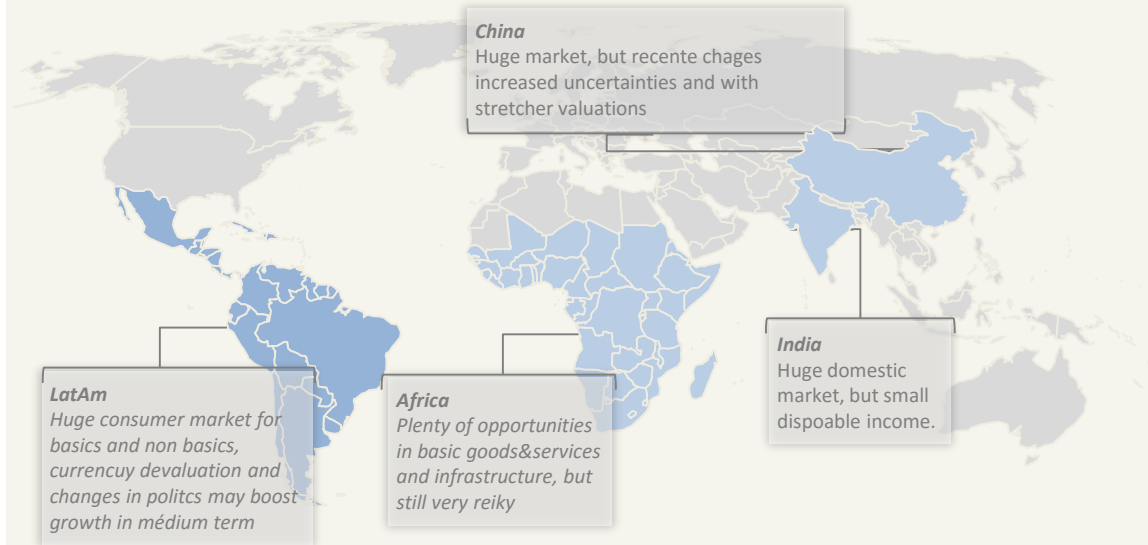 China
Huge market, but recente chages
increased uncertainties and with
stretcher valuations
LatAm
Huge consumer market for
basics and non basics,
currencuy devaluation and
changes in politcs may boost
growth in médium term
Africa
Plenty of opportunities
in basic goods&services
and infrastructure, but
still very reiky
India
Huge domestic
market, but small
dispoable income.